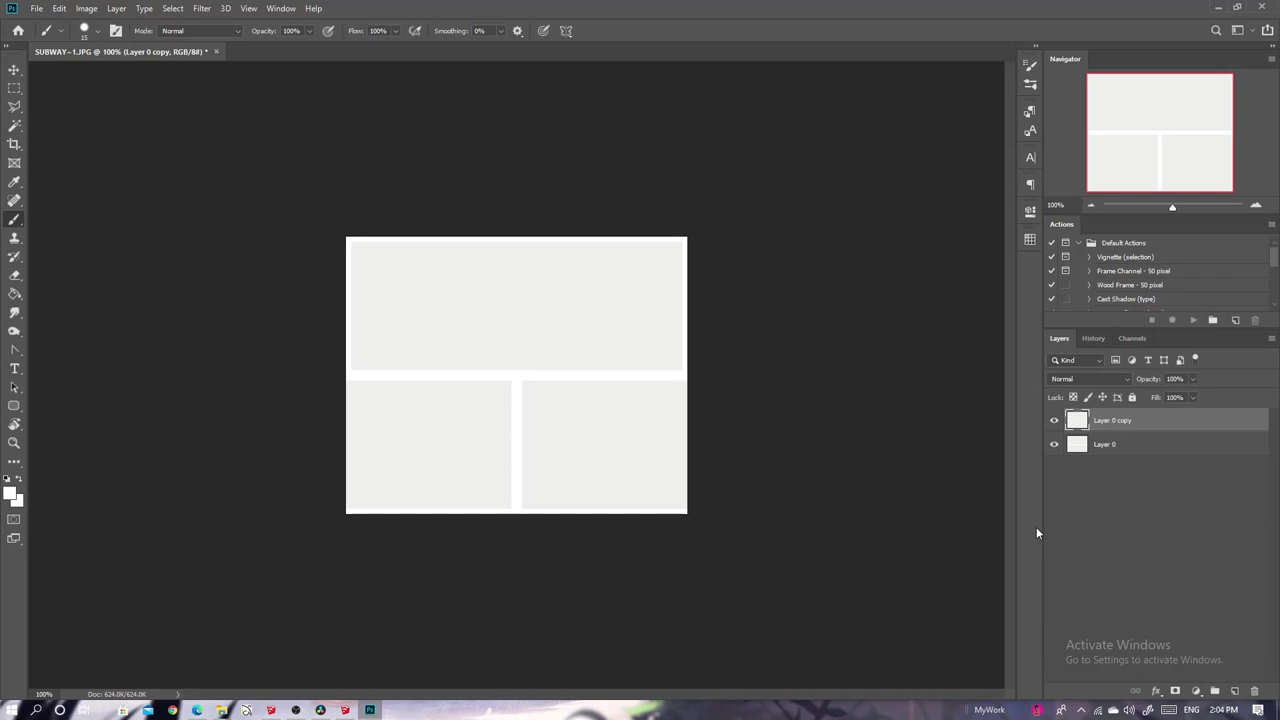 Ps File Edit Image Layer Type Select Filter 3D View Window Help
15 Mode: Normal Opacity: 100% Flow: 100% Smoothing: 0%
SUBWAY~1.JPG @ 100% (Layer 0 copy, RGB/8#) * ×
Navigator
100%
Actions
Default Actions
Vignette (selection)
Frame Channel - 50 pixel
Wood Frame - 50 pixel
Cast Shadow (type)
Layers History Channels
Kind
Normal Opacity: 100%
Lock: Fill: 100%
Layer 0 copy
Layer 0
Activate Windows
Go to Settings to activate Windows.
100% Doc: 624.0K/624.0K
MyWork ENG 2:04 PM